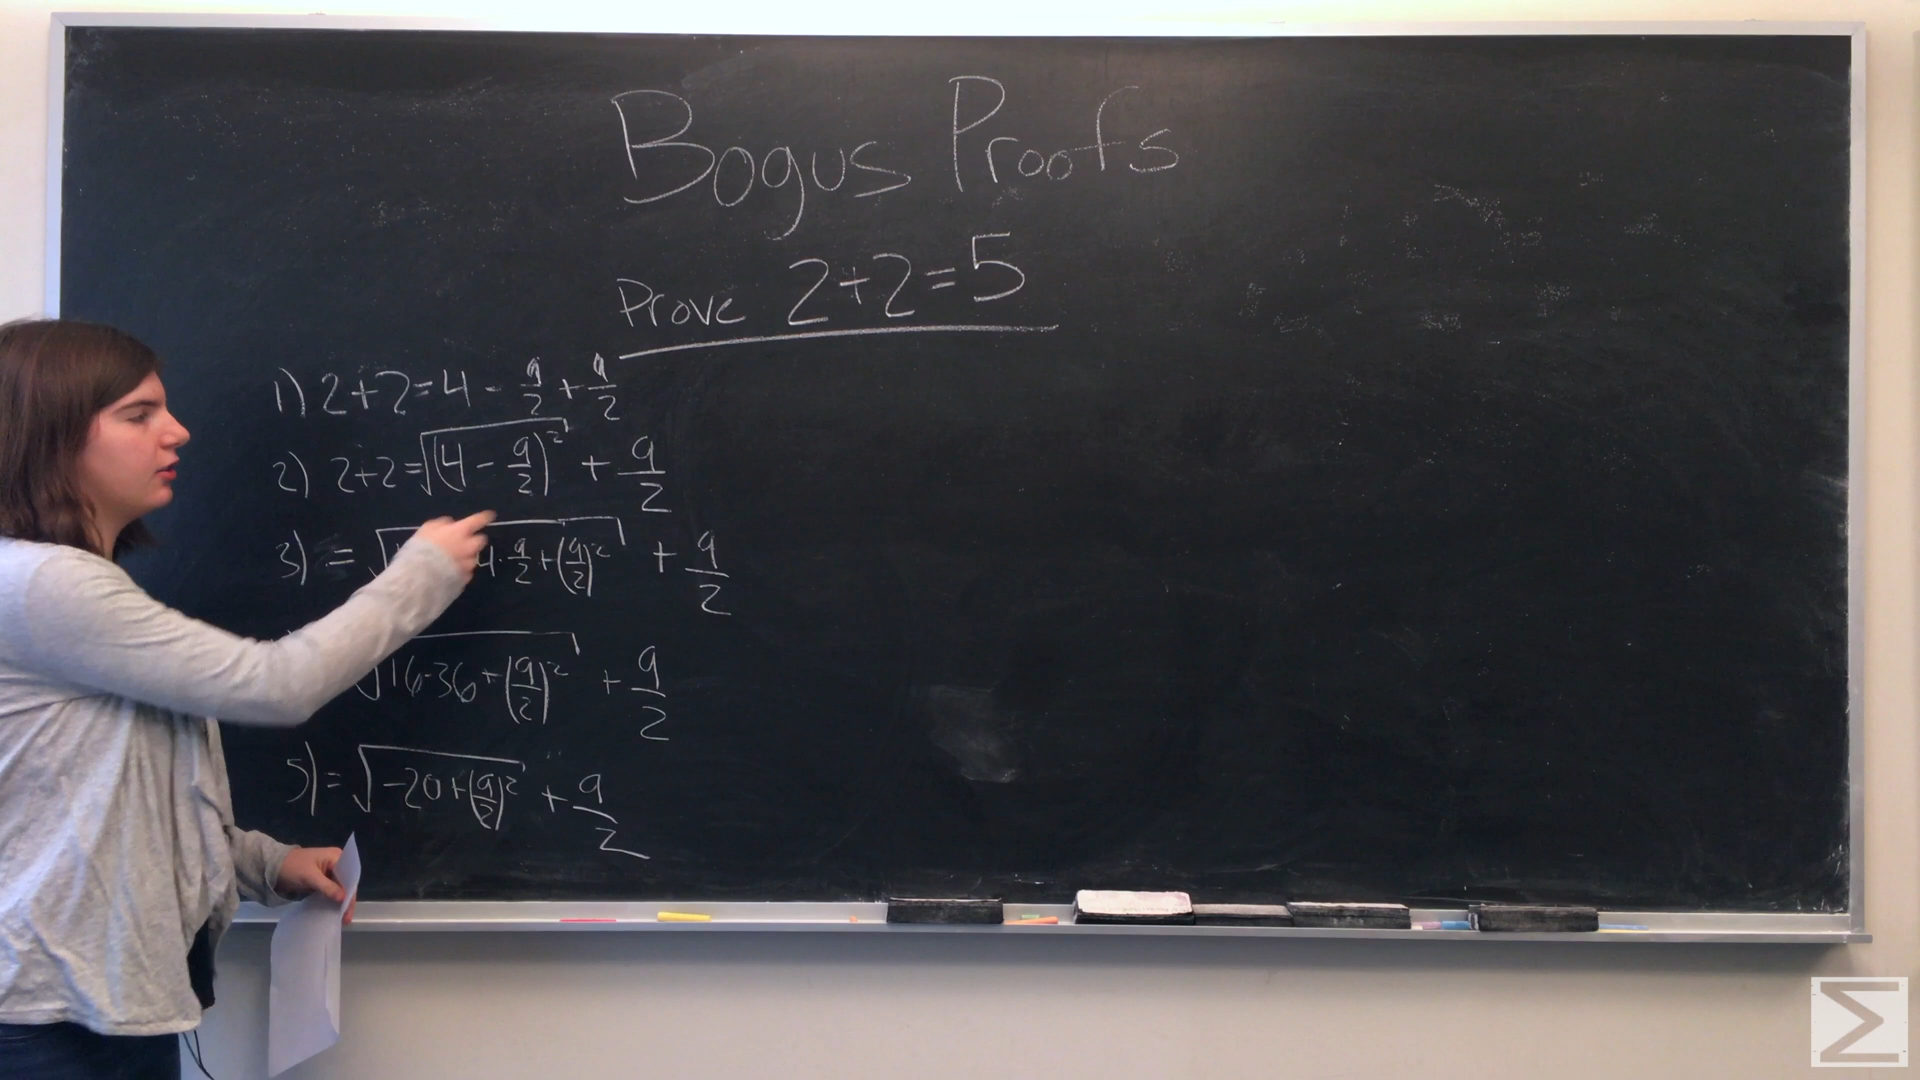 Bogus Proofs
Prove 2+2=5
1) 2+2=4 - 9/2 + 9/2
2) 2+2=√(4 - 9/2)² + 9/2
3) = √ 4·9/2+(9/2)² + 9/2
√16-36+(9/2)² + 9/2
5) = √-20+(9/2)² + 9/2
Σ